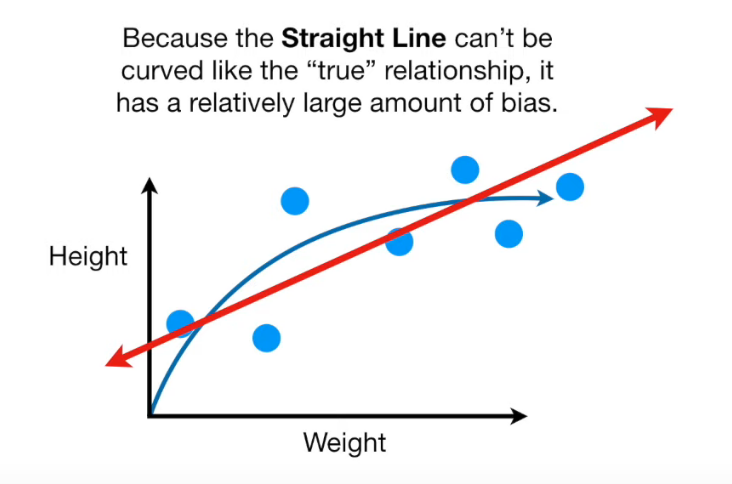 Because the Straight Line can’t be
curved like the “true” relationship, it
has a relatively large amount of bias.
Height
Weight